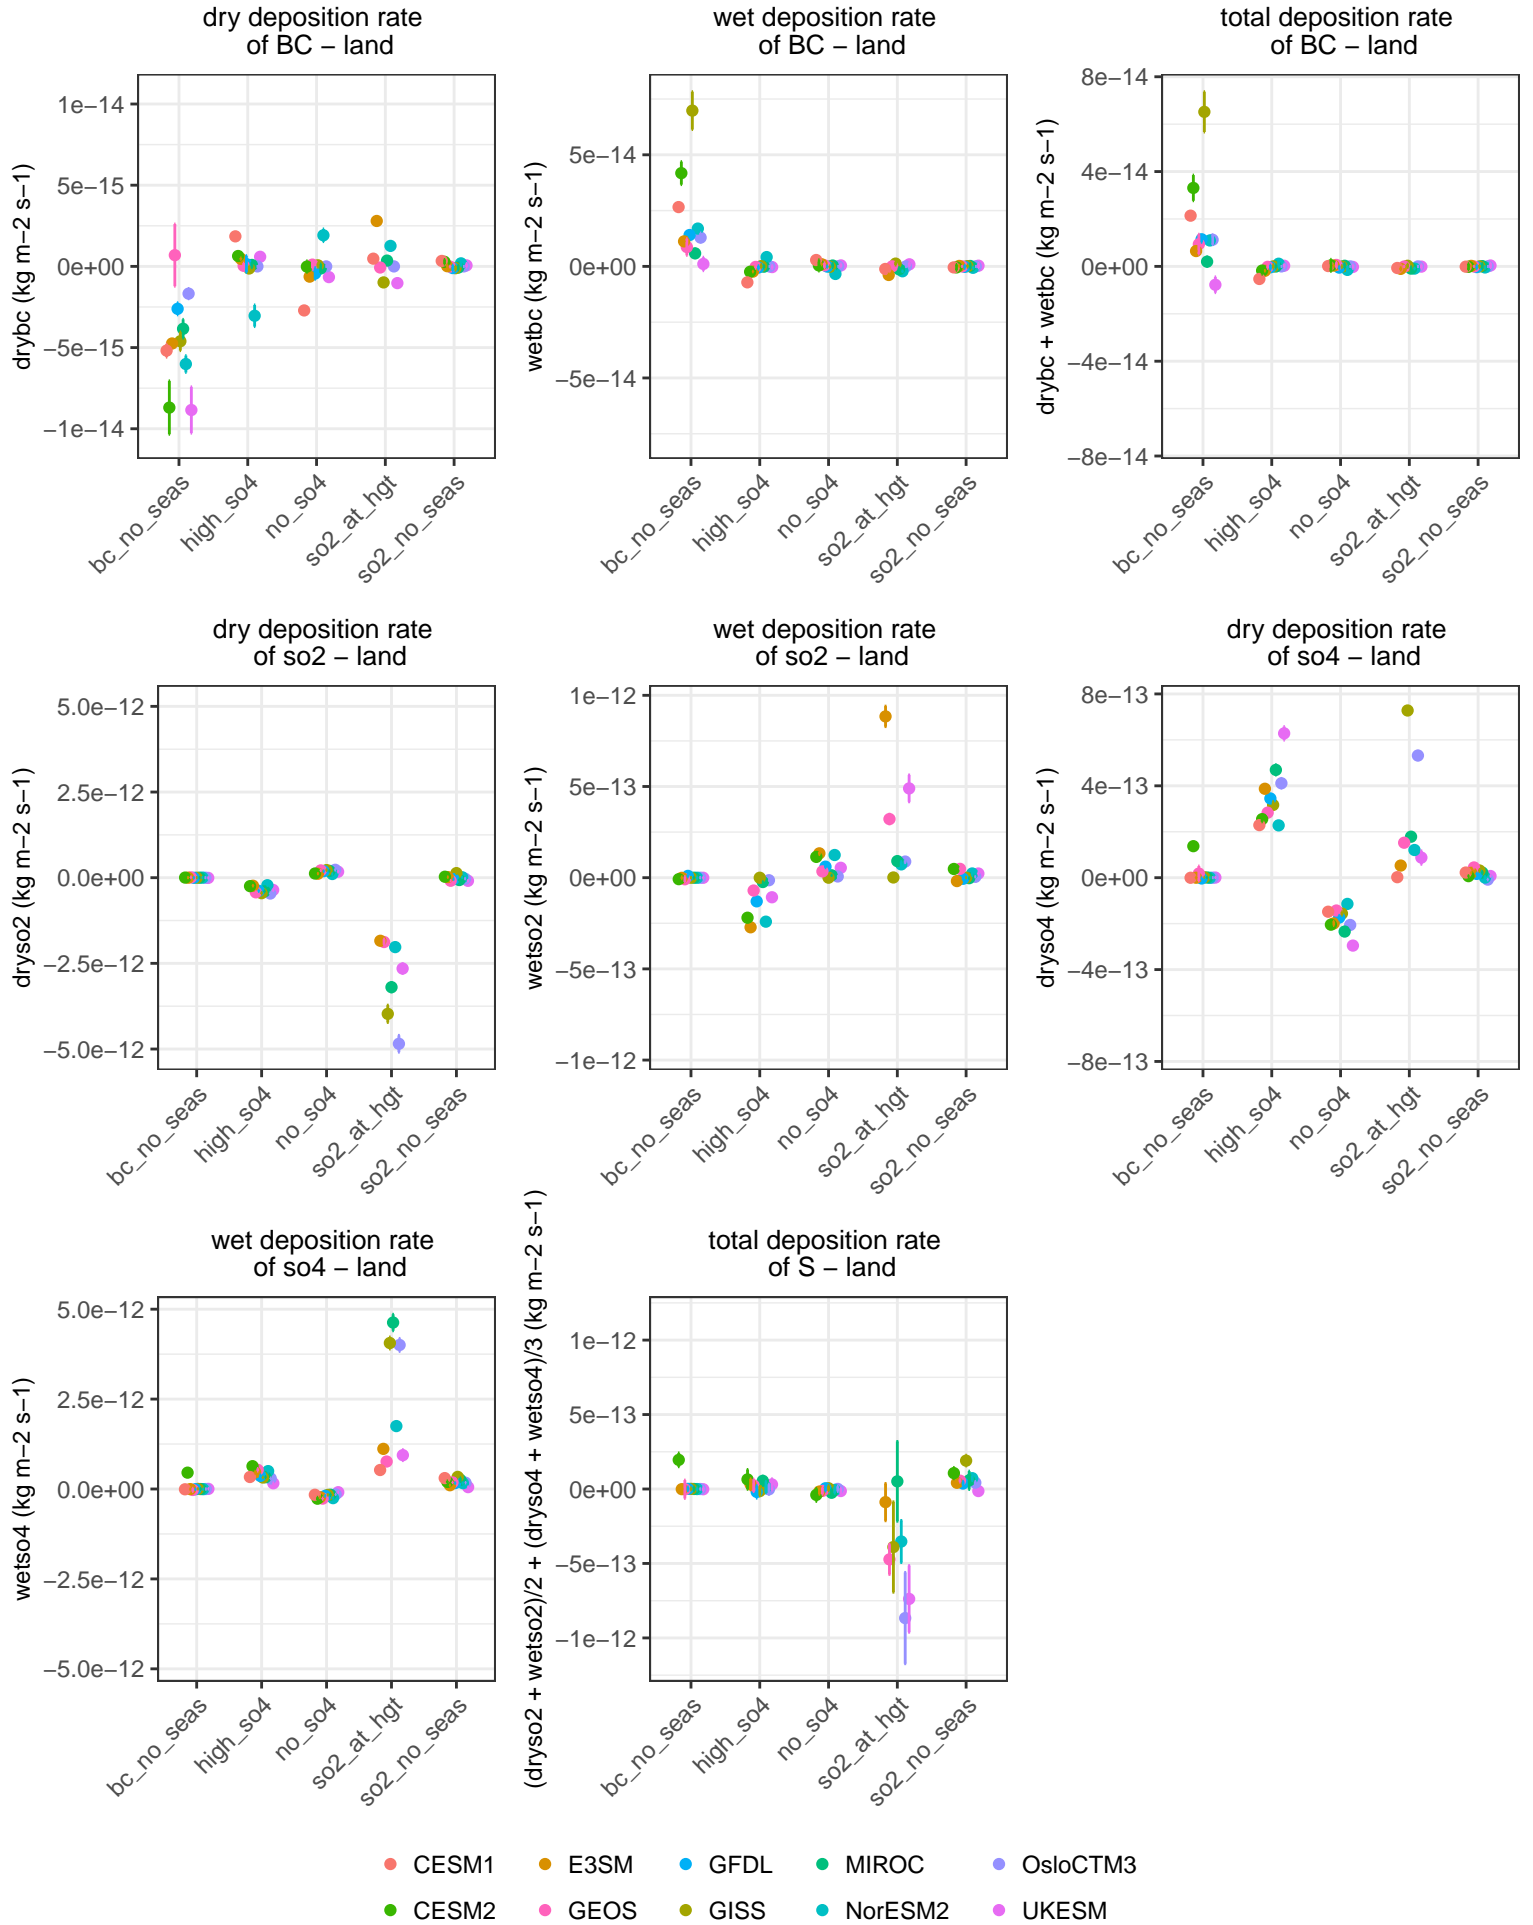 dry deposition rate
of BC − land
drybc (kg m−2 s−1)
1e−14
5e−15
0e+00
−5e−15
−1e−14
bc_no_seas
high_so4
no_so4
so2_at_hgt
so2_no_seas
wet deposition rate
of BC − land
wetbc (kg m−2 s−1)
5e−14
0e+00
−5e−14
bc_no_seas
high_so4
no_so4
so2_at_hgt
so2_no_seas
total deposition rate
of BC − land
drybc + wetbc (kg m−2 s−1)
8e−14
4e−14
0e+00
−4e−14
−8e−14
bc_no_seas
high_so4
no_so4
so2_at_hgt
so2_no_seas
dry deposition rate
of so2 − land
dryso2 (kg m−2 s−1)
5.0e−12
2.5e−12
0.0e+00
−2.5e−12
−5.0e−12
bc_no_seas
high_so4
no_so4
so2_at_hgt
so2_no_seas
wet deposition rate
of so2 − land
wetso2 (kg m−2 s−1)
1e−12
5e−13
0e+00
−5e−13
−1e−12
bc_no_seas
high_so4
no_so4
so2_at_hgt
so2_no_seas
dry deposition rate
of so4 − land
dryso4 (kg m−2 s−1)
8e−13
4e−13
0e+00
−4e−13
−8e−13
bc_no_seas
high_so4
no_so4
so2_at_hgt
so2_no_seas
wet deposition rate
of so4 − land
wetso4 (kg m−2 s−1)
5.0e−12
2.5e−12
0.0e+00
−2.5e−12
−5.0e−12
bc_no_seas
high_so4
no_so4
so2_at_hgt
so2_no_seas
total deposition rate
of S − land
(dryso2 + wetso2)/2 + (dryso4 + wetso4)/3 (kg m−2 s−1)
1e−12
5e−13
0e+00
−5e−13
−1e−12
bc_no_seas
high_so4
no_so4
so2_at_hgt
so2_no_seas
CESM1 E3SM GFDL MIROC OsloCTM3
CESM2 GEOS GISS NorESM2 UKESM